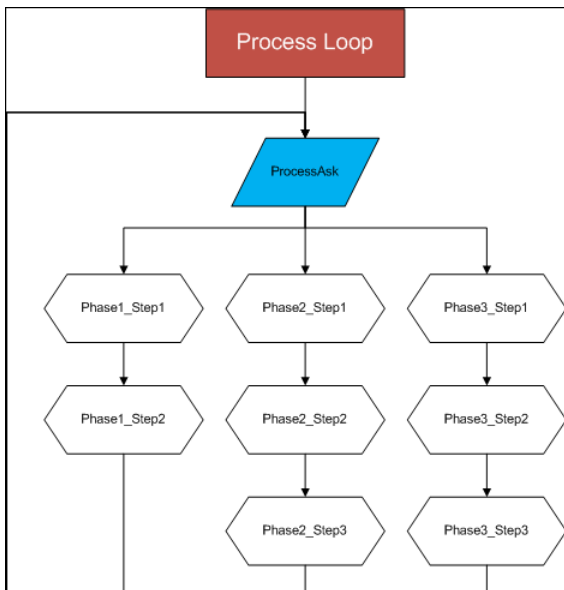 Process Loop
ProcessAsk
Phase1_Step1
Phase2_Step1
Phase3_Step1
Phase1_Step2
Phase2_Step2
Phase3_Step2
Phase2_Step3
Phase3_Step3